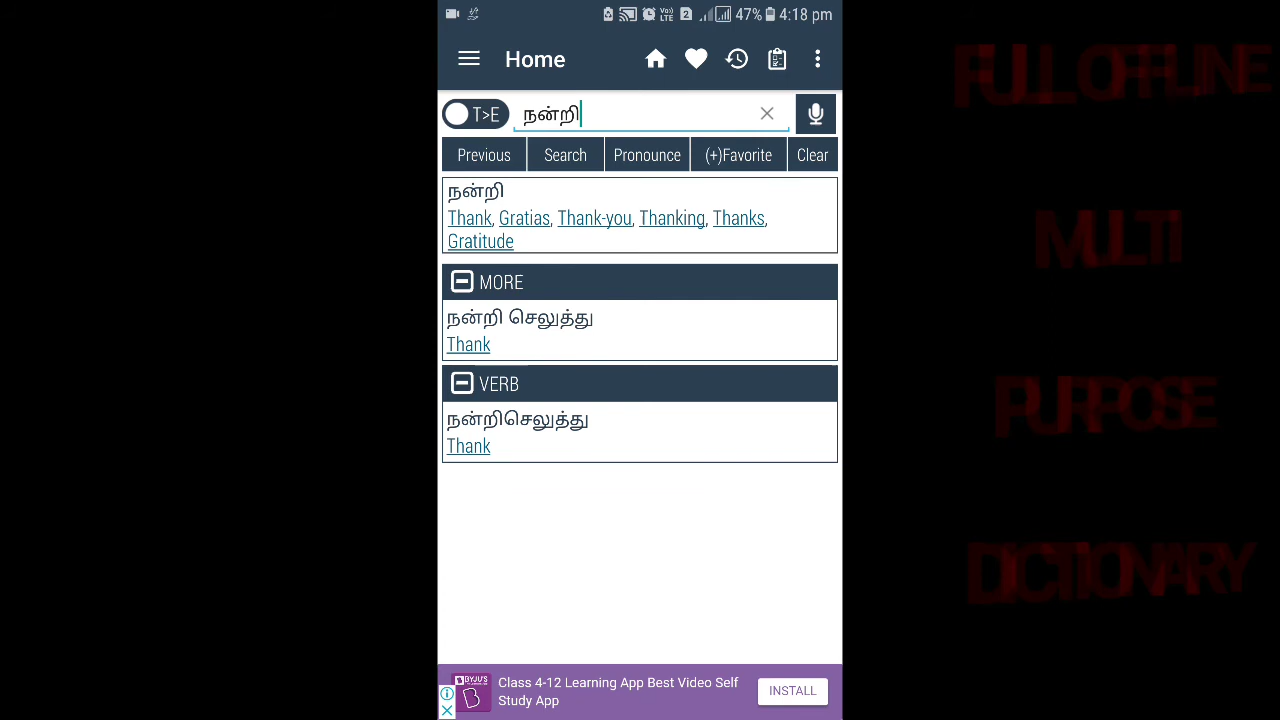 47% 4:18 pm
Home
T>E நன்றி
Previous Search Pronounce (+)Favorite Clear
நன்றி
Thank, Gratias, Thank-you, Thanking, Thanks,
Gratitude
MORE
நன்றி செலுத்து
Thank
VERB
நன்றிசெலுத்து
Thank
BYJU'S
Class 4-12 Learning App Best Video Self
Study App
INSTALL
FULL OFFLINE
MULTI
PURPOSE
DICTIONARY